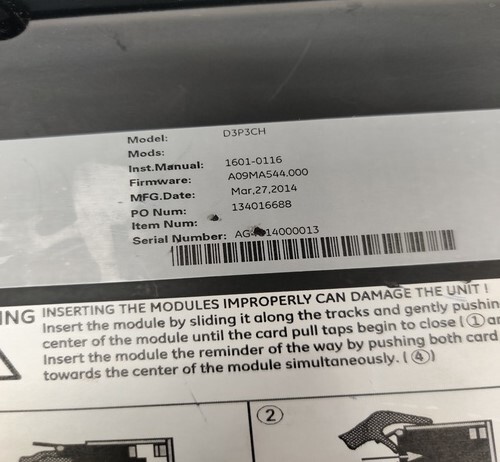 Model: D3P3CH
Mods:
Inst.Manual: 1601-0116
Firmware: A09MA544.000
MFG.Date: Mar,27,2014
PO Num: 134016688
Item Num:
Serial Number:
INSERTING THE MODULES IMPROPERLY CAN DAMAGE THE UNIT !
Insert the module by sliding it along the tracks and gently
center of the module until the card pull taps begin to close (①
Insert the module the reminder of the way by pushing both card
towards the center of the module simultaneously. (④)
②